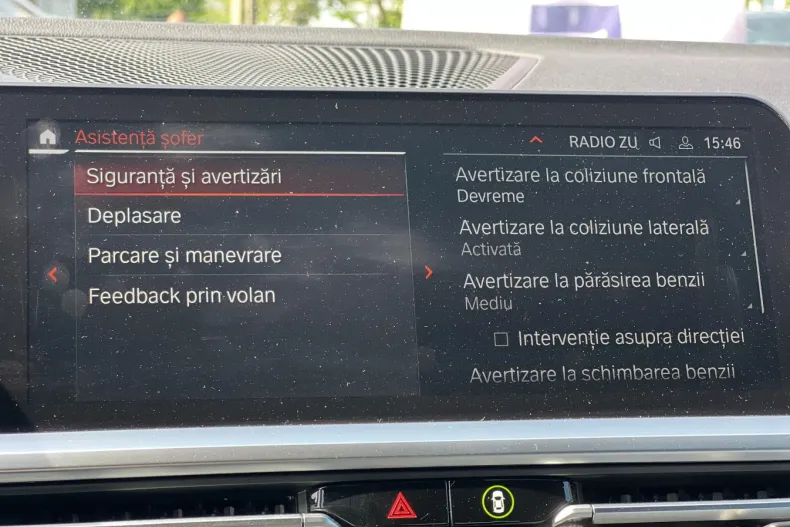 Asistență șofer
RADIO ZU 15:46
Siguranță și avertizări
Deplasare
Parcare și manevrare
Feedback prin volan
Avertizare la coliziune frontală
Devreme
Avertizare la coliziune laterală
Activată
Avertizare la părăsirea benzii
Mediu
Intervenție asupra direcției
Avertizare la schimbarea benzii